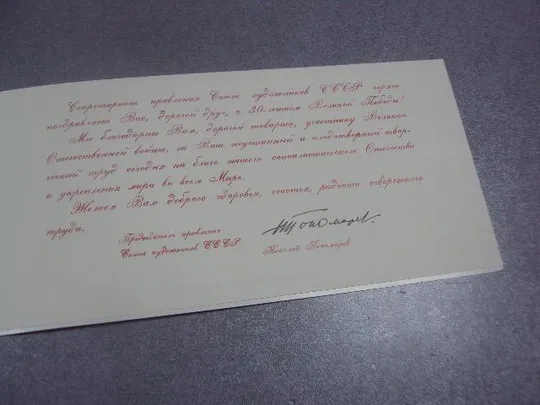 Секретариат правления Союз художников СССР горячо
поздравляет Вас, дорогой друг, с 30-летием Великой Победы!
Мы благодарны Вам, дорогой товарищ, участнику Великой
Отечественной войны, за Ваш неустанный и плодотворный твор-
ческий труд сегодня на благо нашего социалистического Отечества
и укрепления мира во всем Мире.
Желаем Вам доброго здоровья, счастья, радости творческого
труда.
Председатель правления
Союза художников СССР
Николай Пономарев